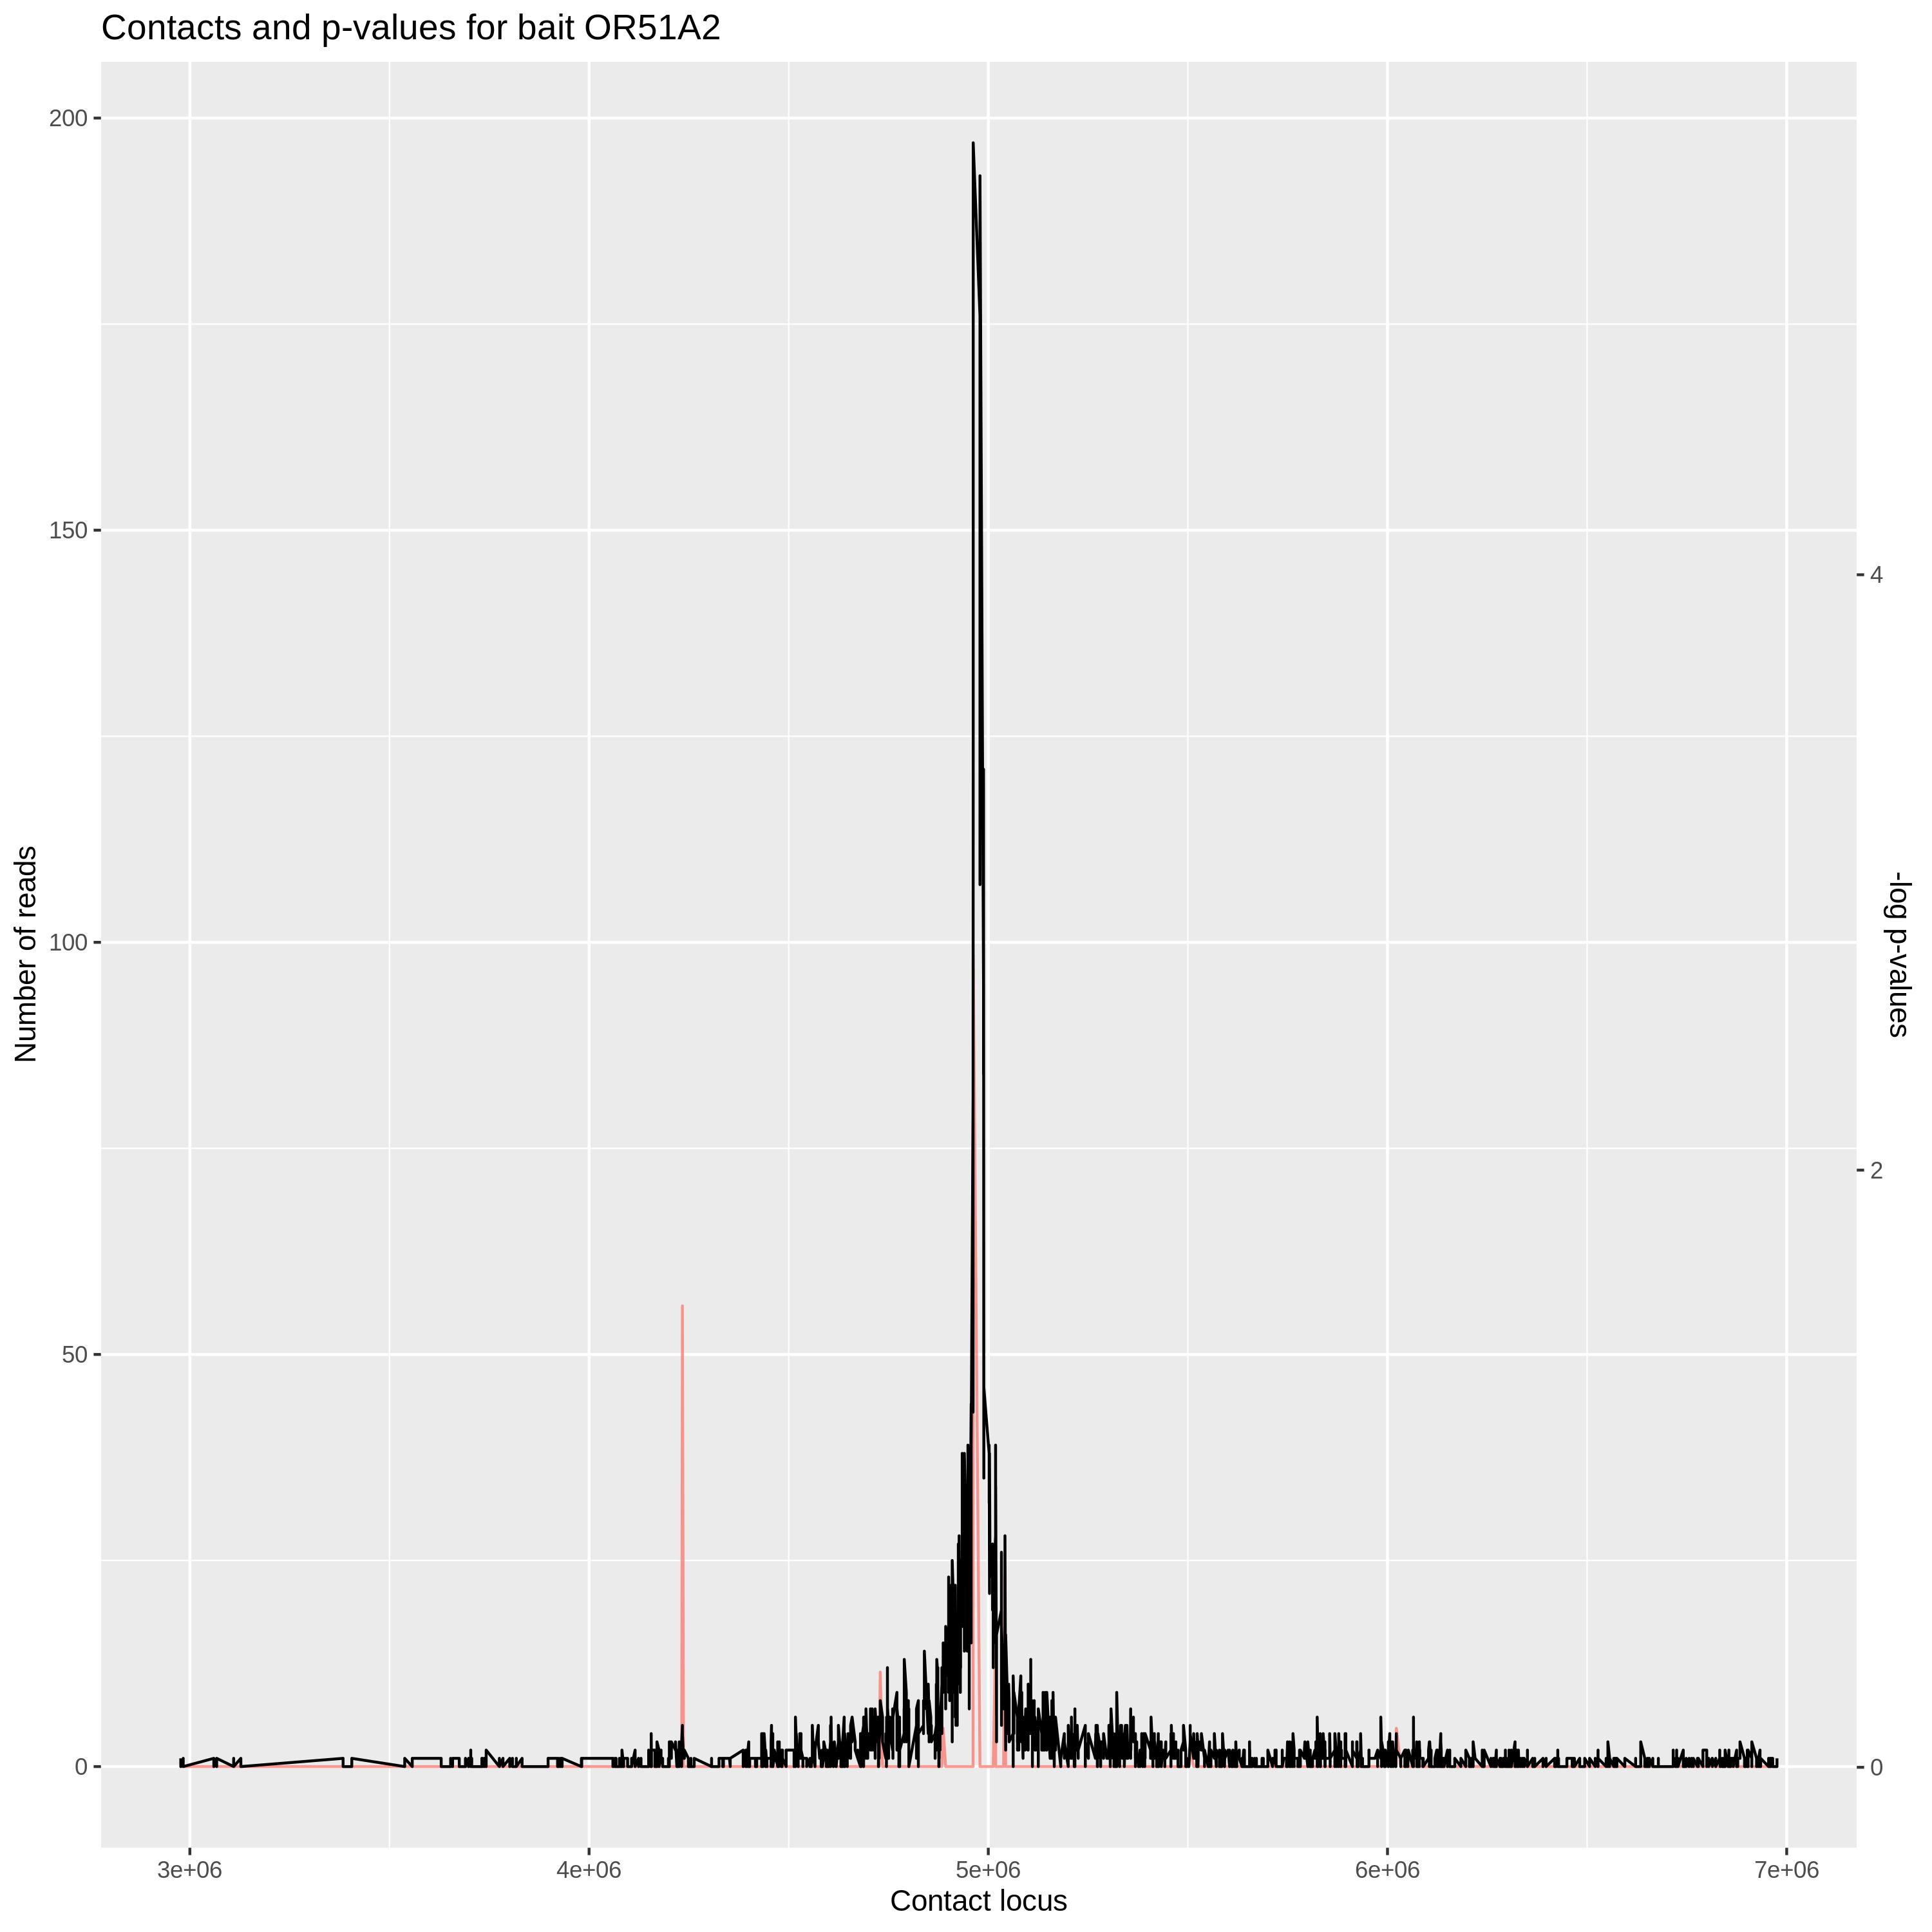 Contacts and p-values for bait OR51A2
200
150
100
50
0
Number of reads
4
2
0
-log p-values
3e+06
4e+06
5e+06
6e+06
7e+06
Contact locus